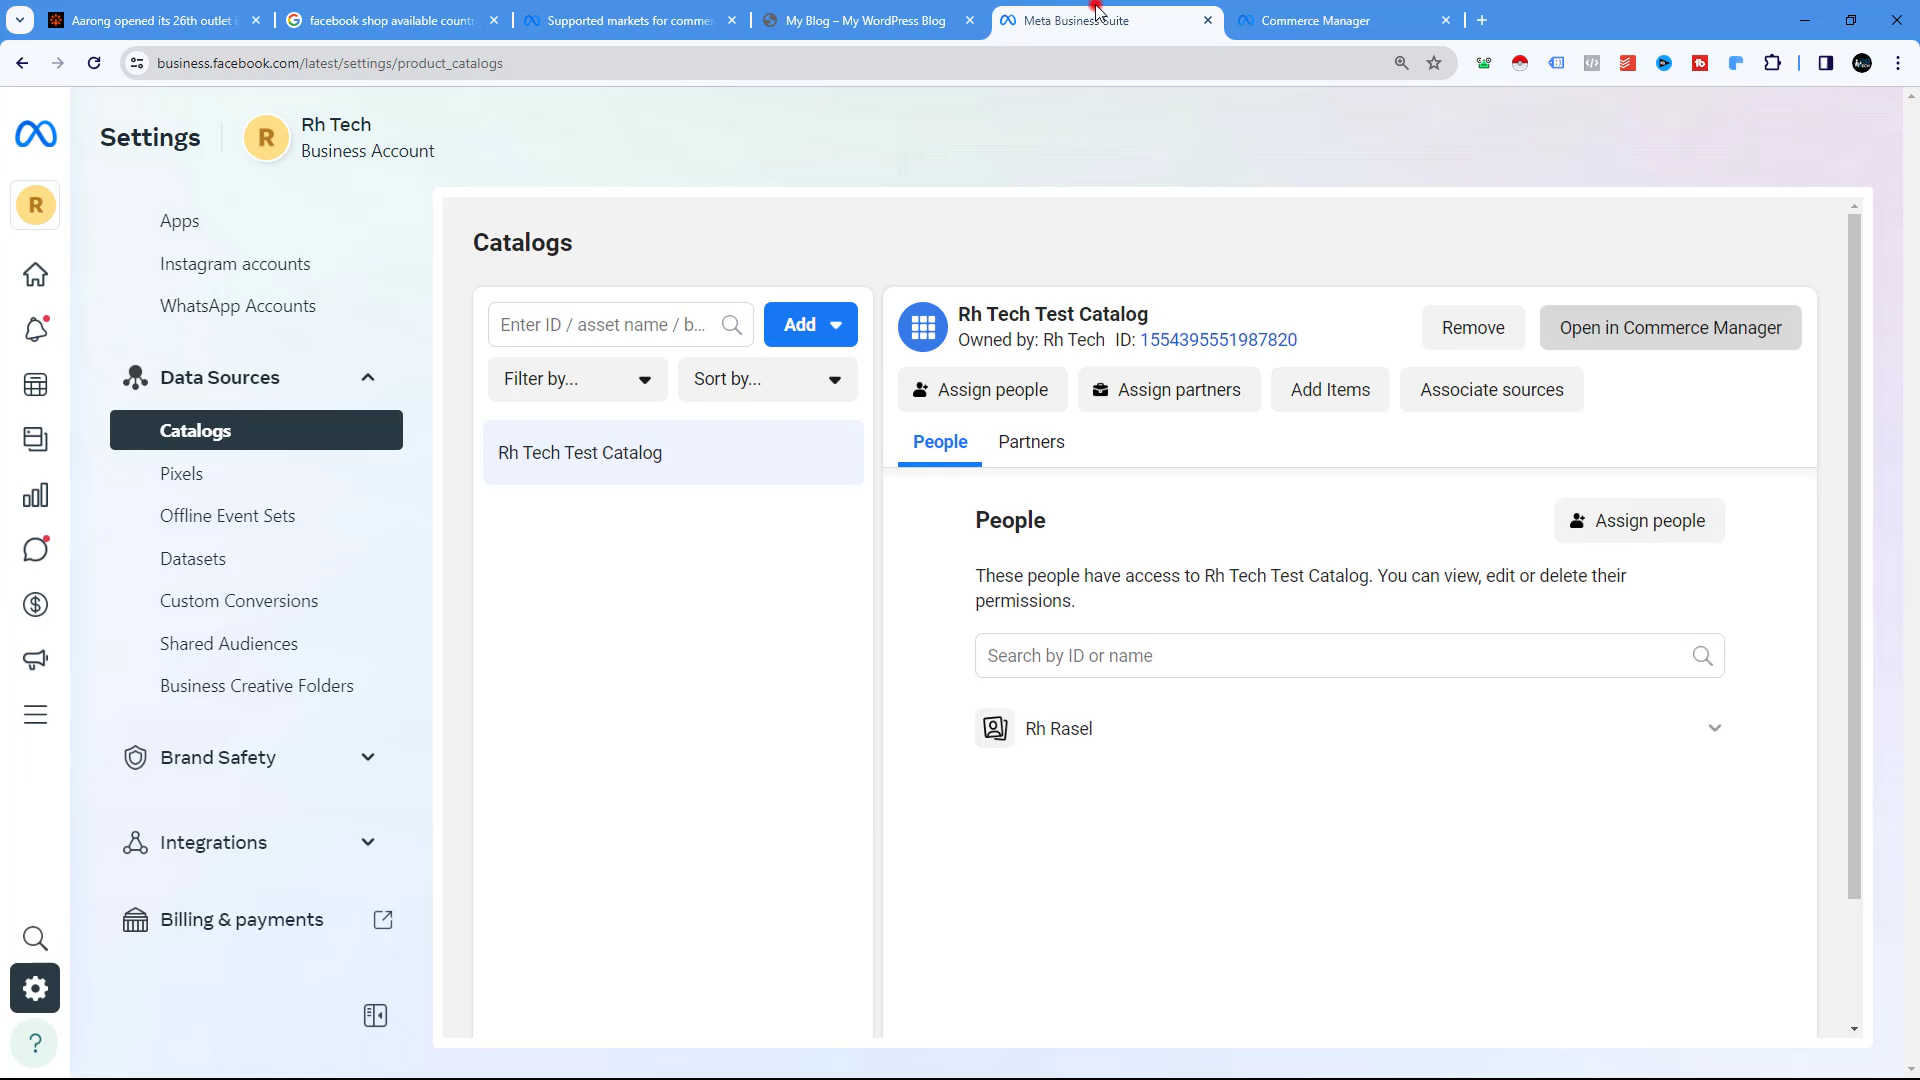 Aarong opened its 26th outlet i
facebook shop available countr
Supported markets for commer
My Blog – My WordPress Blog
Meta Business Suite
Commerce Manager
business.facebook.com/latest/settings/product_catalogs
Settings
R
Rh Tech
Business Account
R
Apps
Instagram accounts
WhatsApp Accounts
Data Sources
Catalogs
Pixels
Offline Event Sets
Datasets
Custom Conversions
Shared Audiences
Business Creative Folders
Brand Safety
Integrations
Billing & payments
?
Catalogs
Enter ID / asset name / b...
Add
Filter by...
Sort by...
Rh Tech Test Catalog
Rh Tech Test Catalog
Owned by: Rh Tech ID: 1554395551987820
Remove
Open in Commerce Manager
Assign people
Assign partners
Add Items
Associate sources
People
Partners
People
Assign people
These people have access to Rh Tech Test Catalog. You can view, edit or delete their
permissions.
Search by ID or name
Rh Rasel